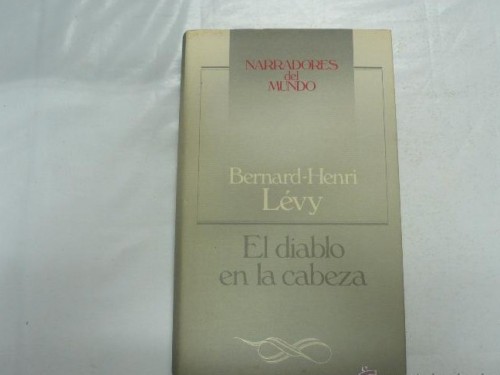 NARRADORES
del
MUNDO
Bernard-Henri
Lévy
El diablo
en la cabeza